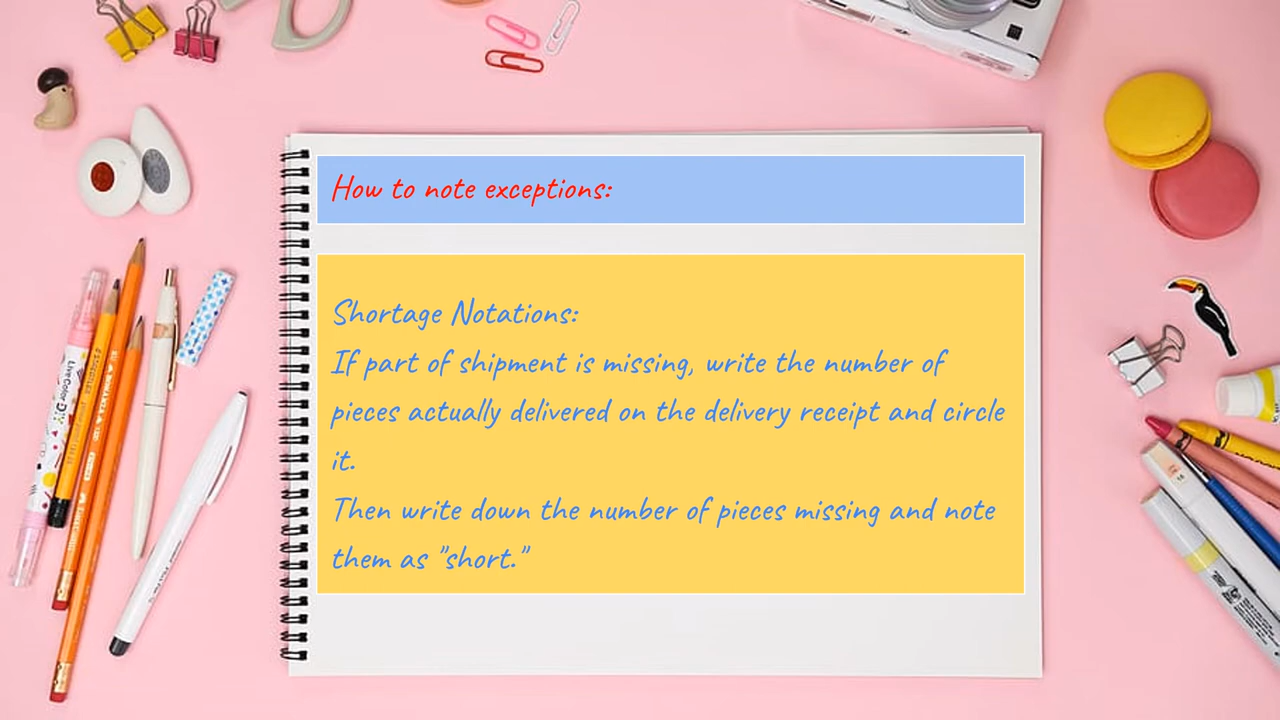 How to note exceptions:
Shortage Notations:
If part of shipment is missing, write the number of
pieces actually delivered on the delivery receipt and circle
it.
Then write down the number of pieces missing and note
them as "short."